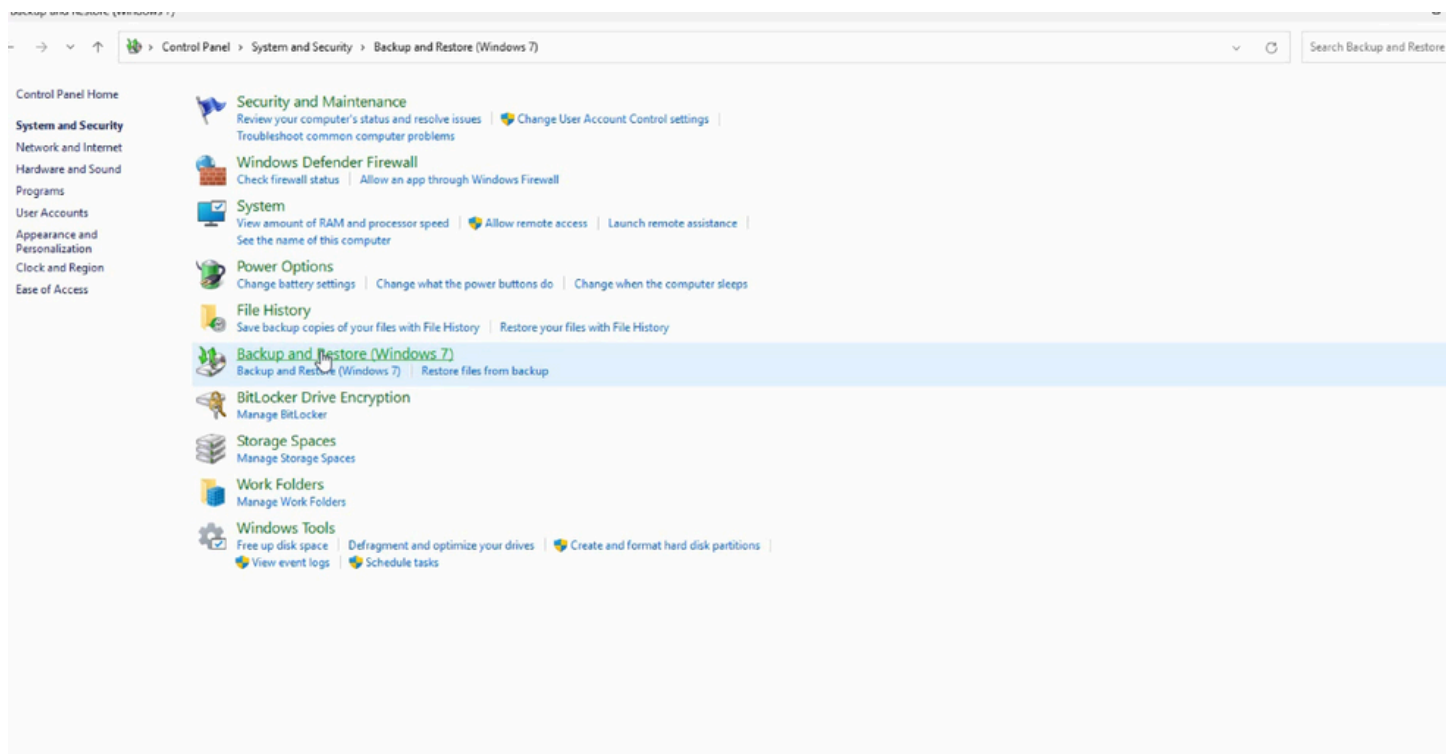 Backup and Restore (Windows 7)
Control Panel > System and Security > Backup and Restore (Windows 7)
Search Backup and Restore
Control Panel Home
System and Security
Network and Internet
Hardware and Sound
Programs
User Accounts
Appearance and
Personalization
Clock and Region
Ease of Access
Security and Maintenance
Review your computer's status and resolve issues | Change User Account Control settings |
Troubleshoot common computer problems
Windows Defender Firewall
Check firewall status | Allow an app through Windows Firewall
System
View amount of RAM and processor speed | Allow remote access | Launch remote assistance |
See the name of this computer
Power Options
Change battery settings | Change what the power buttons do | Change when the computer sleeps
File History
Save backup copies of your files with File History | Restore your files with File History
Backup and Restore (Windows 7)
Backup and Restore (Windows 7) | Restore files from backup
BitLocker Drive Encryption
Manage BitLocker
Storage Spaces
Manage Storage Spaces
Work Folders
Manage Work Folders
Windows Tools
Free up disk space | Defragment and optimize your drives | Create and format hard disk partitions |
View event logs | Schedule tasks